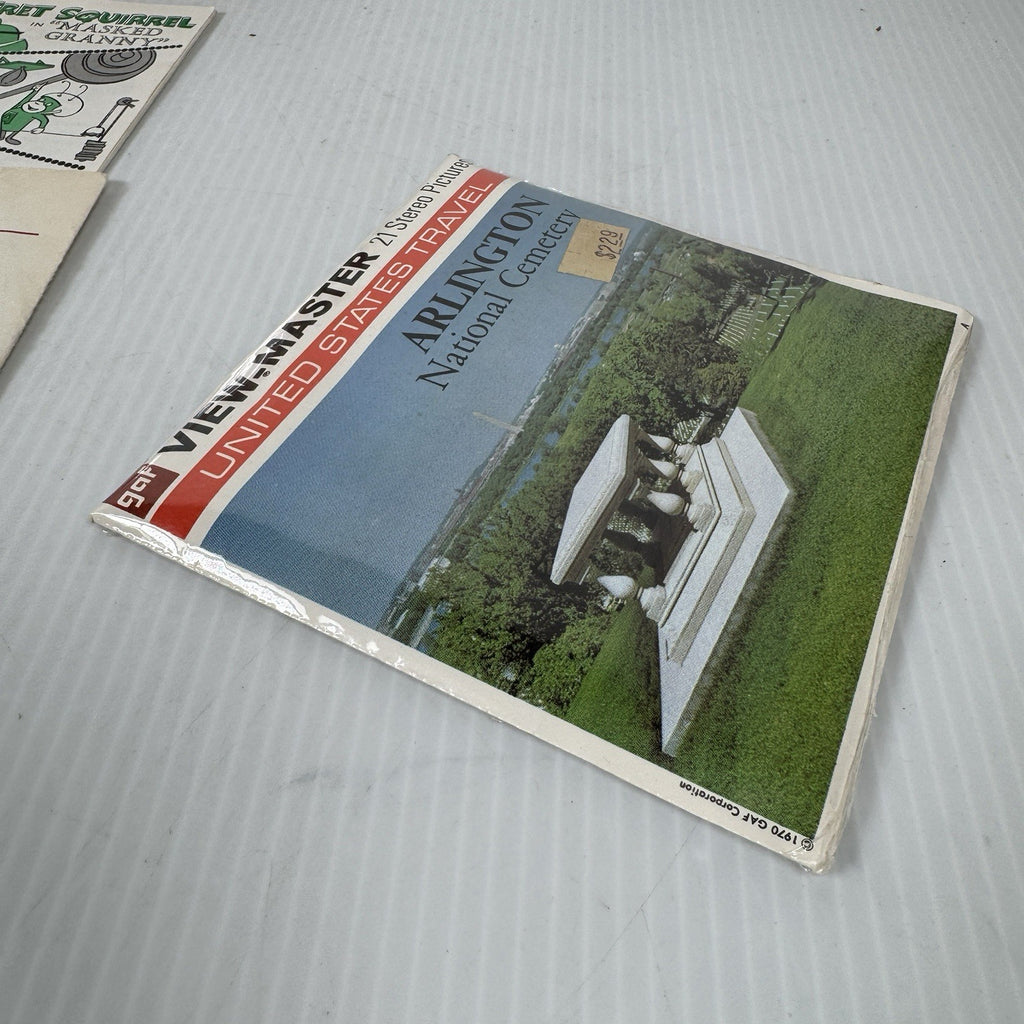 RET SQUIRREL
IN "MASKED
GRANNY"
gaf VIEW-MASTER 21 Stereo Pictures
UNITED STATES TRAVEL
ARLINGTON
National Cemetery
$2.29
© 1970 GAF Corporation